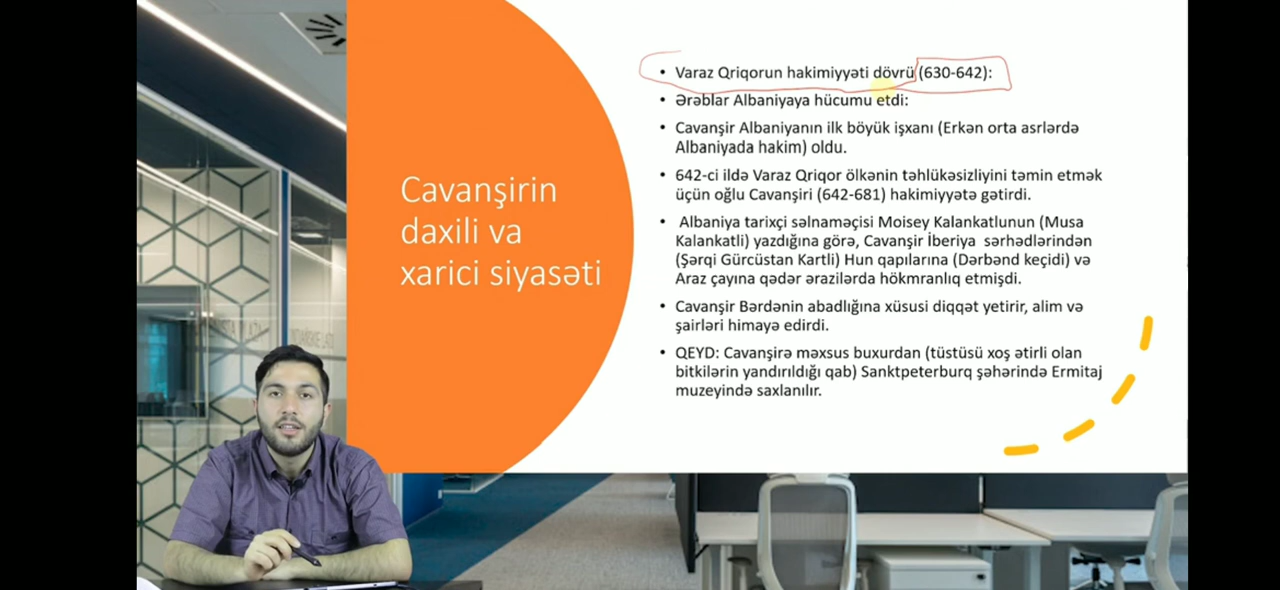 Cavanşirin
daxili va
xarici siyasəti
• Varaz Qriqorun hakimiyyəti dövrü (630-642):
• Ərəblar Albaniyaya hücumu etdi:
• Cavanşir Albaniyanın ilk böyük işxanı (Erkən orta asrlərdə
Albaniyada hakim) oldu.
• 642-ci ildə Varaz Qriqor ölkənin təhlükəsizliyini təmin etmək
üçün oğlu Cavanşiri (642-681) hakimiyyətə gətirdi.
• Albaniya tarixçi səlnaməçisi Moisey Kalankatlunun (Musa
Kalankatli) yazdığına görə, Cavanşir İberiya sərhədlərindən
(Şərqi Gürcüstan Kartli) Hun qapılarına (Dərbənd keçidi) və
Araz çayına qədər ərazilərda hökmranlıq etmişdi.
• Cavanşir Bərdənin abadlığına xüsusi diqqət yetirir, alim və
şairləri himayə edirdi.
• QEYD: Cavanşirə məxsus buxurdan (tüstüsü xoş ətirli olan
bitkilərin yandırıldığı qab) Sanktpeterburq şəhərində Ermitaj
muzeyində saxlanılır.